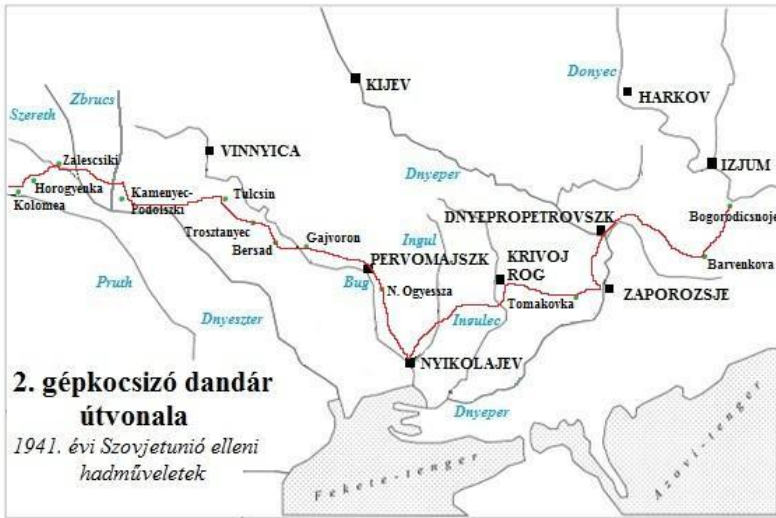 KIJEV
Donyec
HARKOV
Zbrucs
Szereth
VINNYICA
Zalescsiki
Horogyenka
Kolomea
Kamenyec-
Podolszki
Tulcsin
Trosztanyec
Bersad
Gajvoron
Dnyeper
IZJUM
Bogorodicsnoje
DNYEPROPETROVSZK
Ingul
PERVOMAJSZK
Bug
KRIVOJ
ROG
Barvenkova
ZAPOROZSJE
N. Ogyessza
Tomakovka
Pruth
Dnyeszter
Ingulec
NYIKOLAJEV
Dnyeper
2. gépkocsizó dandár
útvonala
1941. évi Szovjetunió elleni
hadműveletek
Fekete-tenger
Azovi-tenger